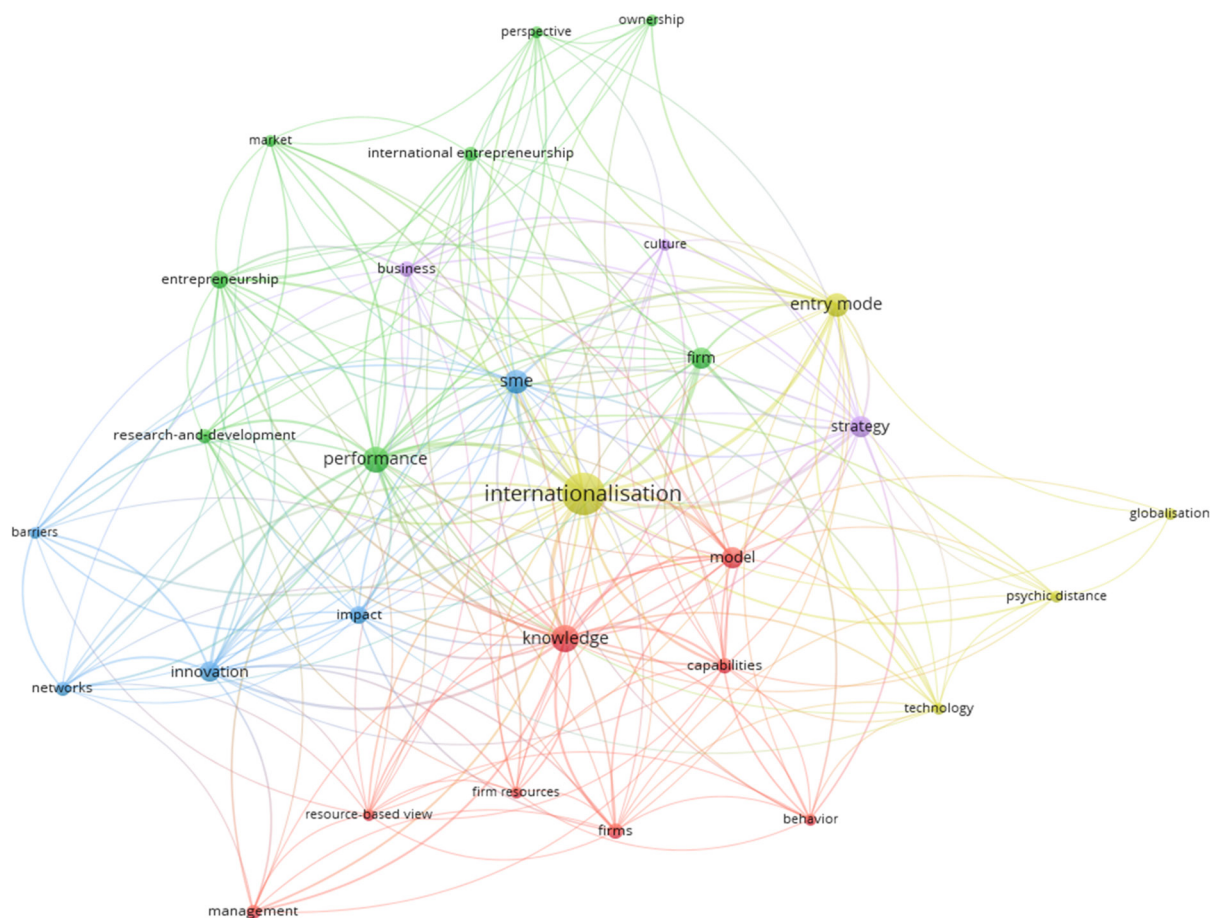 ownership
perspective
market
international entrepreneurship
culture
business
entrepreneurship
entry mode
firm
sme
strategy
research-and-development
performance
internationalisation
globalisation
barriers
model
psychic distance
impact
knowledge
capabilities
innovation
networks
technology
firm resources
resource-based view
behavior
firms
management